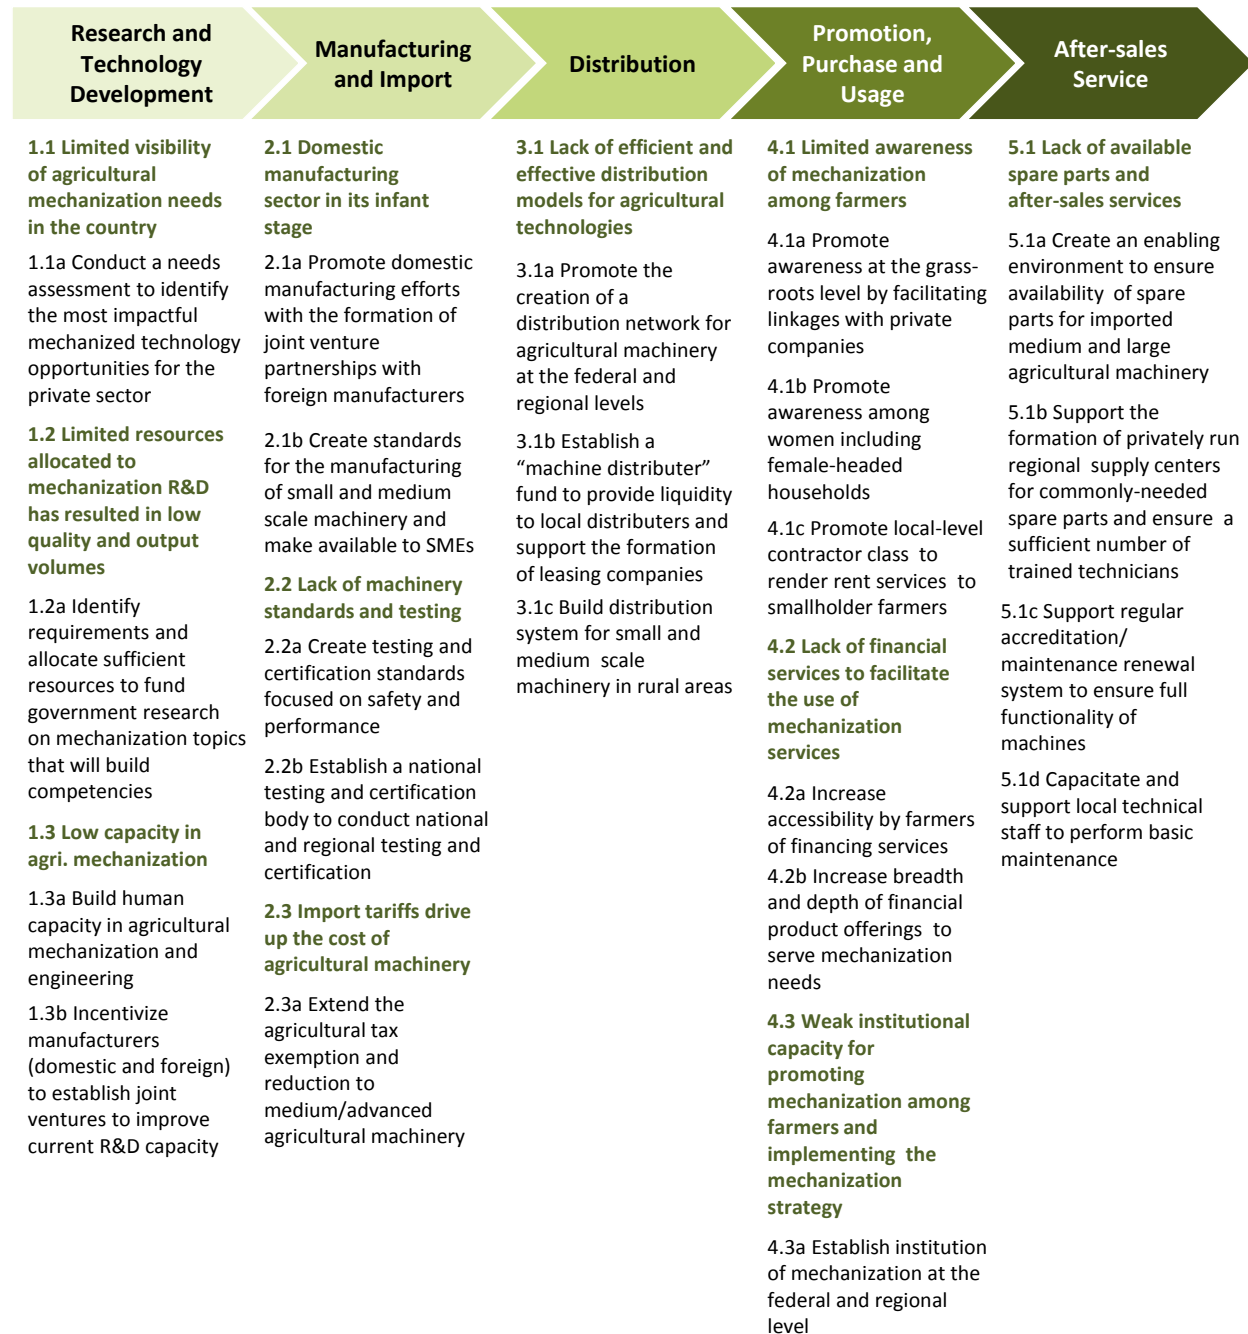 Research and
Technology
Development
Manufacturing
and Import
Distribution
Promotion,
Purchase and
Usage
After-sales
Service
1.1 Limited visibility
of agricultural
mechanization needs
in the country
1.1a Conduct a needs
assessment to identify
the most impactful
mechanized technology
opportunities for the
private sector
1.2 Limited resources
allocated to
mechanization R&D
has resulted in low
quality and output
volumes
1.2a Identify
requirements and
allocate sufficient
resources to fund
government research
on mechanization topics
that will build
competencies
1.3 Low capacity in
agri. mechanization
1.3a Build human
capacity in agricultural
mechanization and
engineering
1.3b Incentivize
manufacturers
(domestic and foreign)
to establish joint
ventures to improve
current R&D capacity
2.1 Domestic
manufacturing
sector in its infant
stage
2.1a Promote domestic
manufacturing efforts
with the formation of
joint venture
partnerships with
foreign manufacturers
2.1b Create standards
for the manufacturing
of small and medium
scale machinery and
make available to SMEs
2.2 Lack of machinery
standards and testing
2.2a Create testing and
certification standards
focused on safety and
performance
2.2b Establish a national
testing and certification
body to conduct national
and regional testing and
certification
2.3 Import tariffs drive
up the cost of
agricultural machinery
2.3a Extend the
agricultural tax
exemption and
reduction to
medium/advanced
agricultural machinery
3.1 Lack of efficient and
effective distribution
models for agricultural
technologies
3.1a Promote the
creation of a
distribution network for
agricultural machinery
at the federal and
regional levels
3.1b Establish a
“machine distributer”
fund to provide liquidity
to local distributers and
support the formation
of leasing companies
3.1c Build distribution
system for small and
medium scale
machinery in rural areas
4.1 Limited awareness
of mechanization
among farmers
4.1a Promote
awareness at the grass-
roots level by facilitating
linkages with private
companies
4.1b Promote
awareness among
women including
female-headed
households
4.1c Promote local-level
contractor class to
render rent services to
smallholder farmers
4.2 Lack of financial
services to facilitate
the use of
mechanization
services
4.2a Increase
accessibility by farmers
of financing services
4.2b Increase breadth
and depth of financial
product offerings to
serve mechanization
needs
4.3 Weak institutional
capacity for
promoting
mechanization among
farmers and
implementing the
mechanization
strategy
4.3a Establish institution
of mechanization at the
federal and regional
level
5.1 Lack of available
spare parts and
after-sales services
5.1a Create an enabling
environment to ensure
availability of spare
parts for imported
medium and large
agricultural machinery
5.1b Support the
formation of privately run
regional supply centers
for commonly-needed
spare parts and ensure a
sufficient number of
trained technicians
5.1c Support regular
accreditation/
maintenance renewal
system to ensure full
functionality of
machines
5.1d Capacitate and
support local technical
staff to perform basic
maintenance